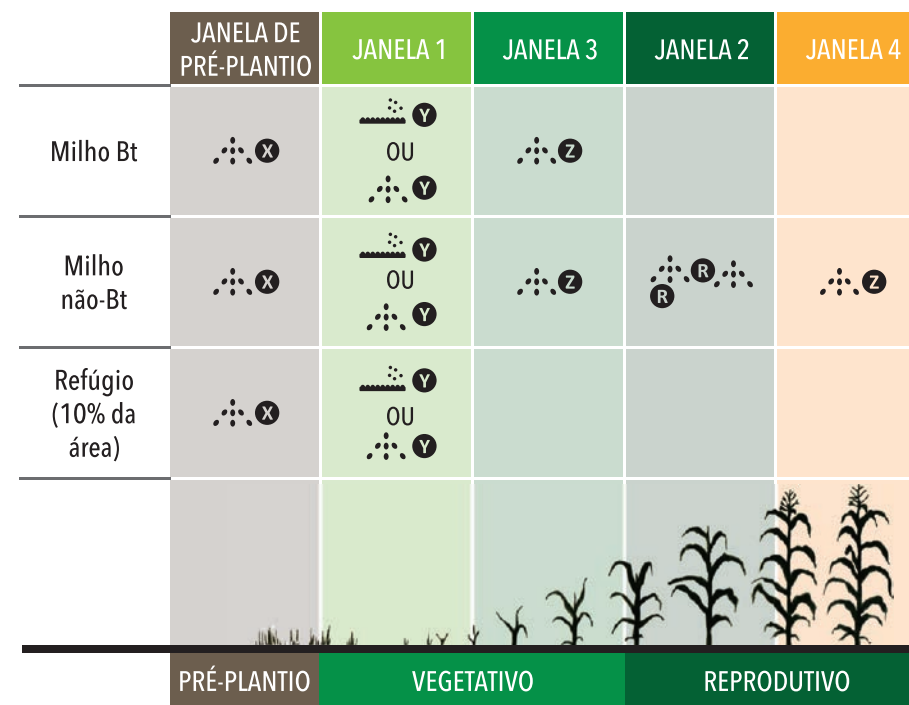 JANELA DE
PRÉ-PLANTIO
JANELA 1
JANELA 3
JANELA 2
JANELA 4
Milho Bt
X
Y
OU
Y
Z
Milho
não-Bt
X
Y
OU
Y
Z
R
R
Z
Refúgio
(10% da
área)
X
Y
OU
Y
PRÉ-PLANTIO
VEGETATIVO
REPRODUTIVO